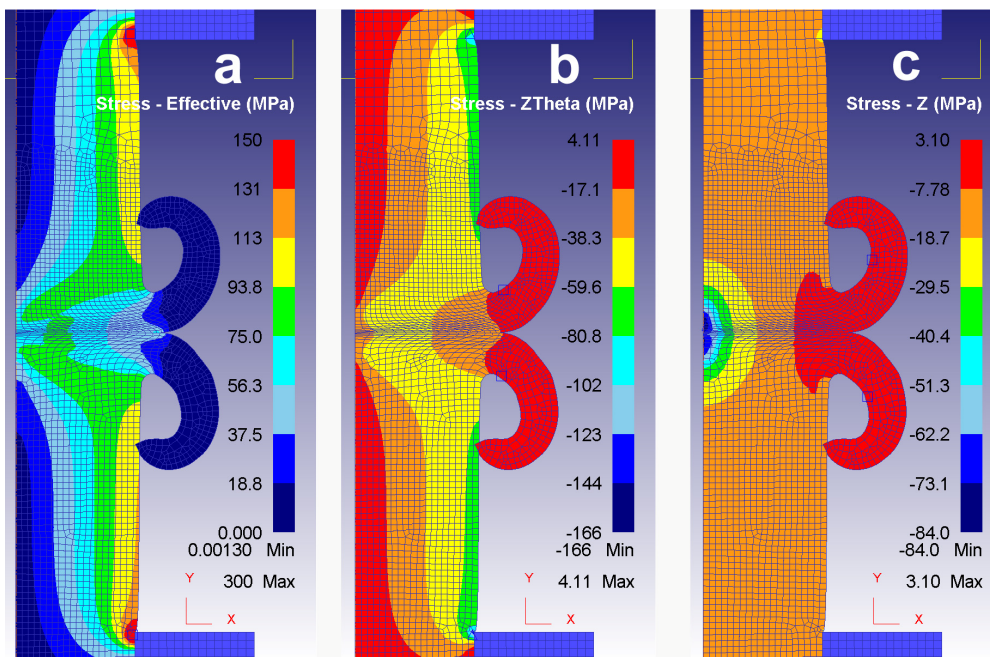 a
Stress - Effective (MPa)
150
131
113
93.8
75.0
56.3
37.5
18.8
0.000
0.00130 Min
300 Max
Y
X
b
Stress - ZTheta (MPa)
4.11
-17.1
-38.3
-59.6
-80.8
-102
-123
-144
-166
-166 Min
4.11 Max
Y
X
c
Stress - Z (MPa)
3.10
-7.78
-18.7
-29.5
-40.4
-51.3
-62.2
-73.1
-84.0
-84.0 Min
3.10 Max
Y
X